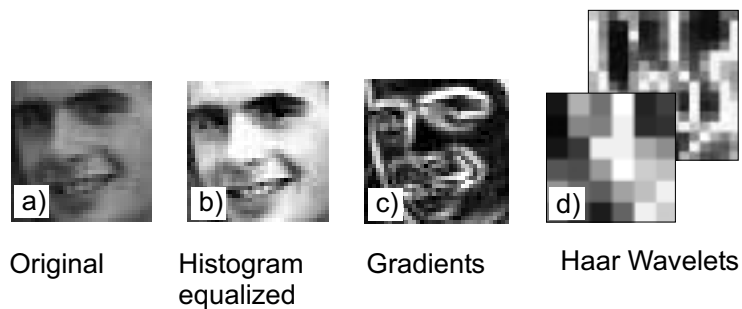 a)
b)
c)
d)
Original
Histogram
equalized
Gradients
Haar Wavelets